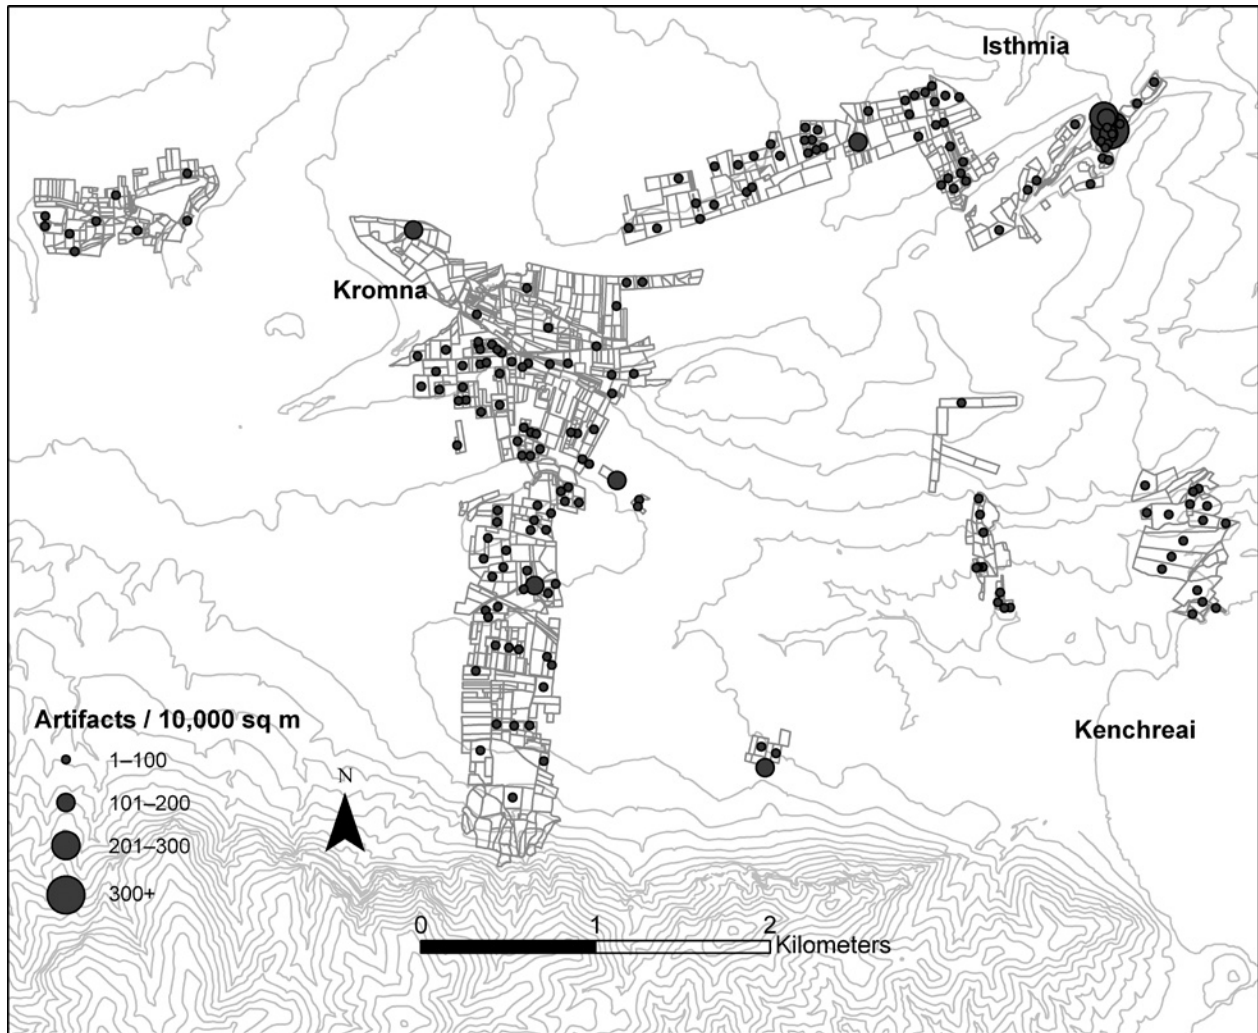 Isthmia
Kromna
Artifacts / 10,000 sq m
1–100
101–200
201–300
300+
N
Kenchreai
0 1 2
Kilometers